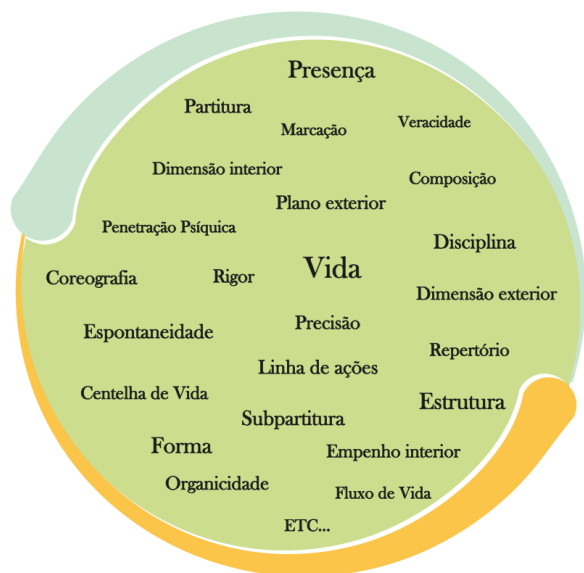 Presença
Partitura
Marcação
Veracidade
Dimensão interior
Composição
Plano exterior
Penetração Psíquica
Disciplina
Coreografia
Rigor
Vida
Dimensão exterior
Espontaneidade
Precisão
Repertório
Linha de ações
Centelha de Vida
Estrutura
Subpartitura
Forma
Empenho interior
Organicidade
Fluxo de Vida
ETC...